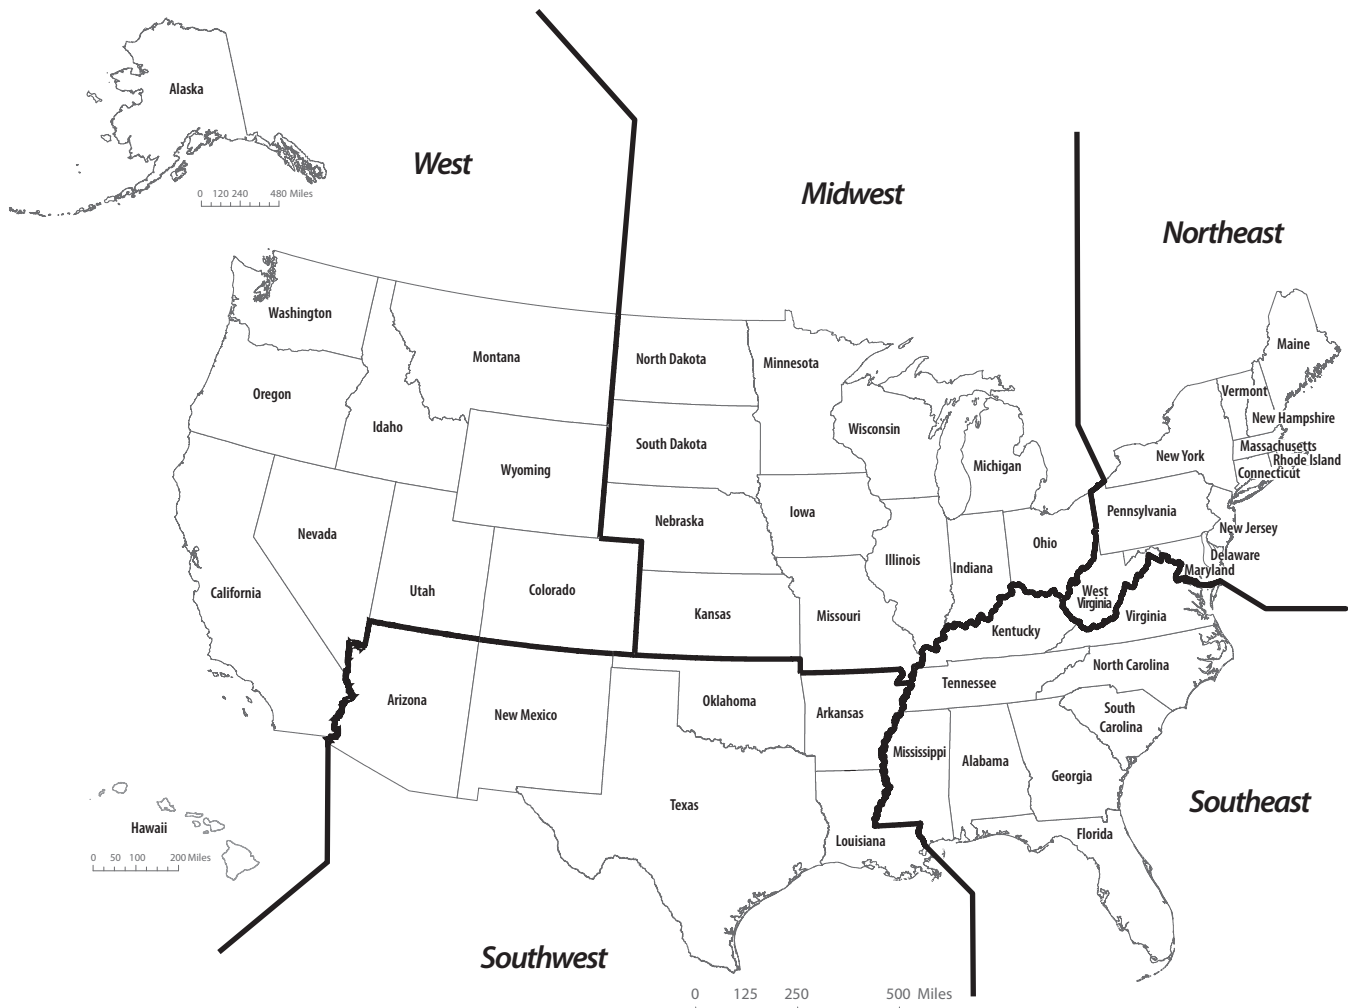 Alaska
0 120 240 480 Miles
West
Midwest
Northeast
Washington
Montana
North Dakota
Minnesota
Maine
Oregon
Idaho
Wyoming
South Dakota
Wisconsin
Michigan
New York
Vermont
New Hampshire
Massachusetts
Rhode Island
Connecticut
Nevada
Utah
Colorado
California
Nebraska
Iowa
Illinois
Indiana
Ohio
Pennsylvania
New Jersey
Delaware
Maryland
West
Virginia
Virginia
Kansas
Missouri
Kentucky
Arizona
New Mexico
Oklahoma
Arkansas
Tennessee
North Carolina
South
Carolina
Mississippi
Alabama
Georgia
Texas
Louisiana
Florida
Southeast
Hawaii
0 50 100 200 Miles
Southwest
0 125 250 500 Miles